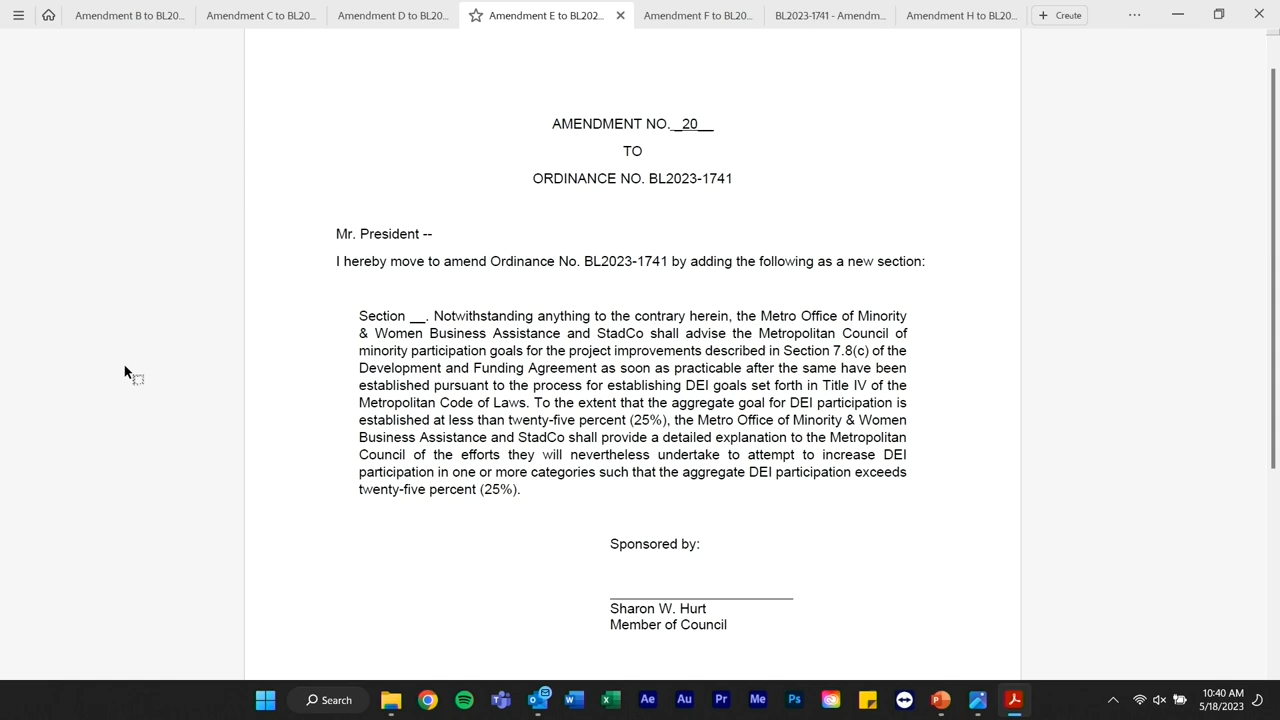 Amendment B to BL20...
Amendment C to BL20...
Amendment D to BL20...
Amendment E to BL202...
Amendment F to BL20...
BL2023-1741 - Amendm...
Amendment H to BL20...
+ Create
AMENDMENT NO. _20__
TO
ORDINANCE NO. BL2023-1741
Mr. President --
I hereby move to amend Ordinance No. BL2023-1741 by adding the following as a new section:
Section __. Notwithstanding anything to the contrary herein, the Metro Office of Minority
& Women Business Assistance and StadCo shall advise the Metropolitan Council of
minority participation goals for the project improvements described in Section 7.8(c) of the
Development and Funding Agreement as soon as practicable after the same have been
established pursuant to the process for establishing DEI goals set forth in Title IV of the
Metropolitan Code of Laws. To the extent that the aggregate goal for DEI participation is
established at less than twenty-five percent (25%), the Metro Office of Minority & Women
Business Assistance and StadCo shall provide a detailed explanation to the Metropolitan
Council of the efforts they will nevertheless undertake to attempt to increase DEI
participation in one or more categories such that the aggregate DEI participation exceeds
twenty-five percent (25%).
Sponsored by:
Sharon W. Hurt
Member of Council
Search
Ae
Au
Pr
Me
Ps
10:40 AM
5/18/2023